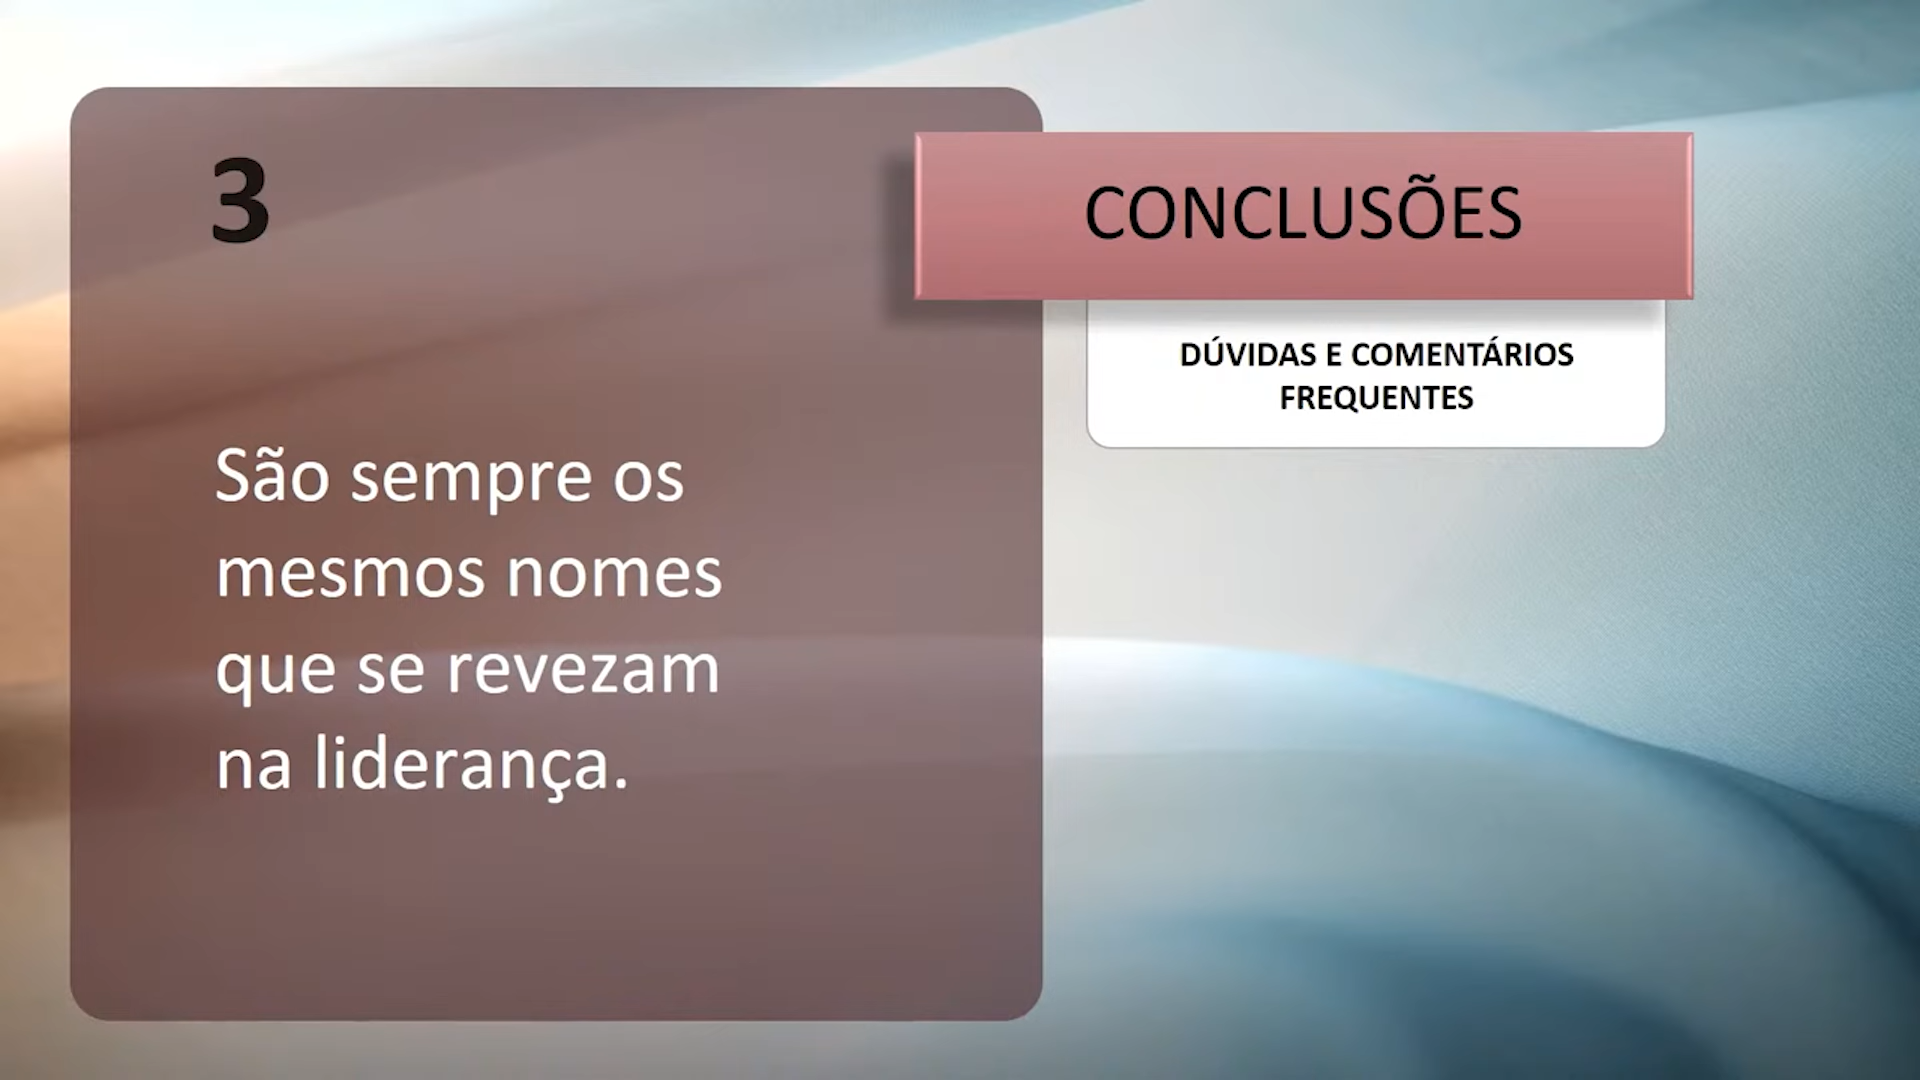 3
São sempre os
mesmos nomes
que se revezam
na liderança.
CONCLUSÕES
DÚVIDAS E COMENTÁRIOS
FREQUENTES